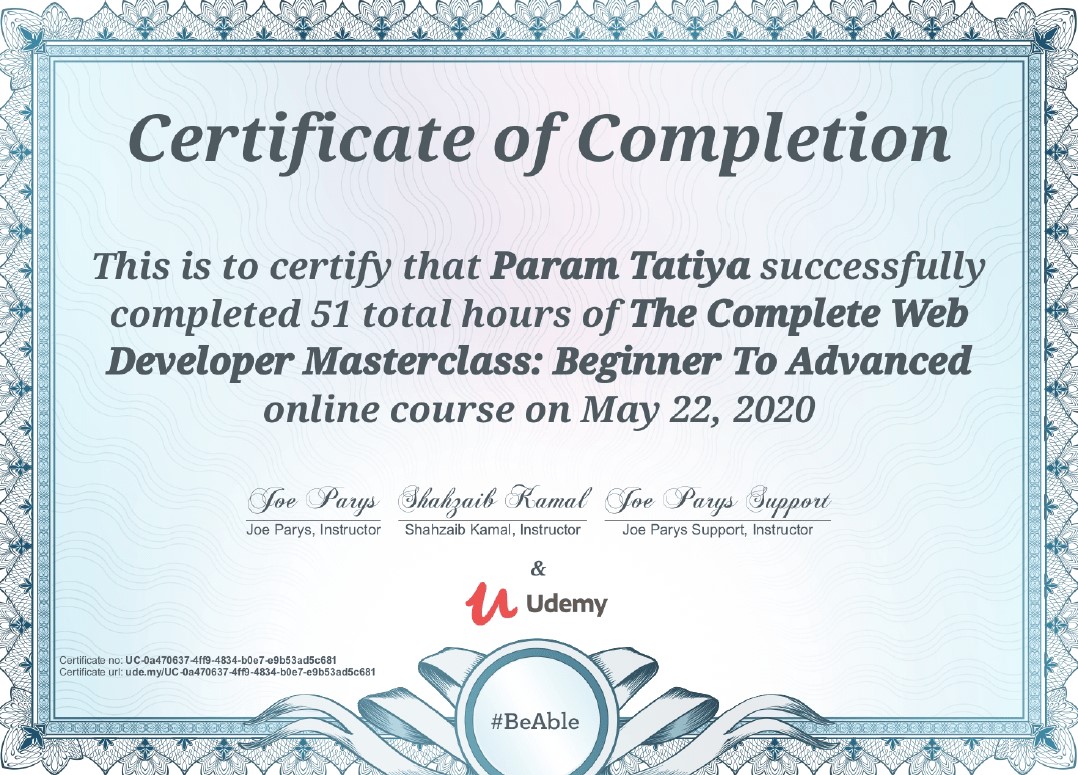 Certificate of Completion
This is to certify that Param Tatiya successfully
completed 51 total hours of The Complete Web
Developer Masterclass: Beginner To Advanced
online course on May 22, 2020
Joe Parys Shahzaib Kamal Joe Parys Support
Joe Parys, Instructor Shahzaib Kamal, Instructor Joe Parys Support, Instructor
&
Udemy
Certificate no: UC-0a470637-4ff9-4834-b0e7-e9b53ad5c681
Certificate url: ude.my/UC-0a470637-4ff9-4834-b0e7-e9b53ad5c681
#BeAble